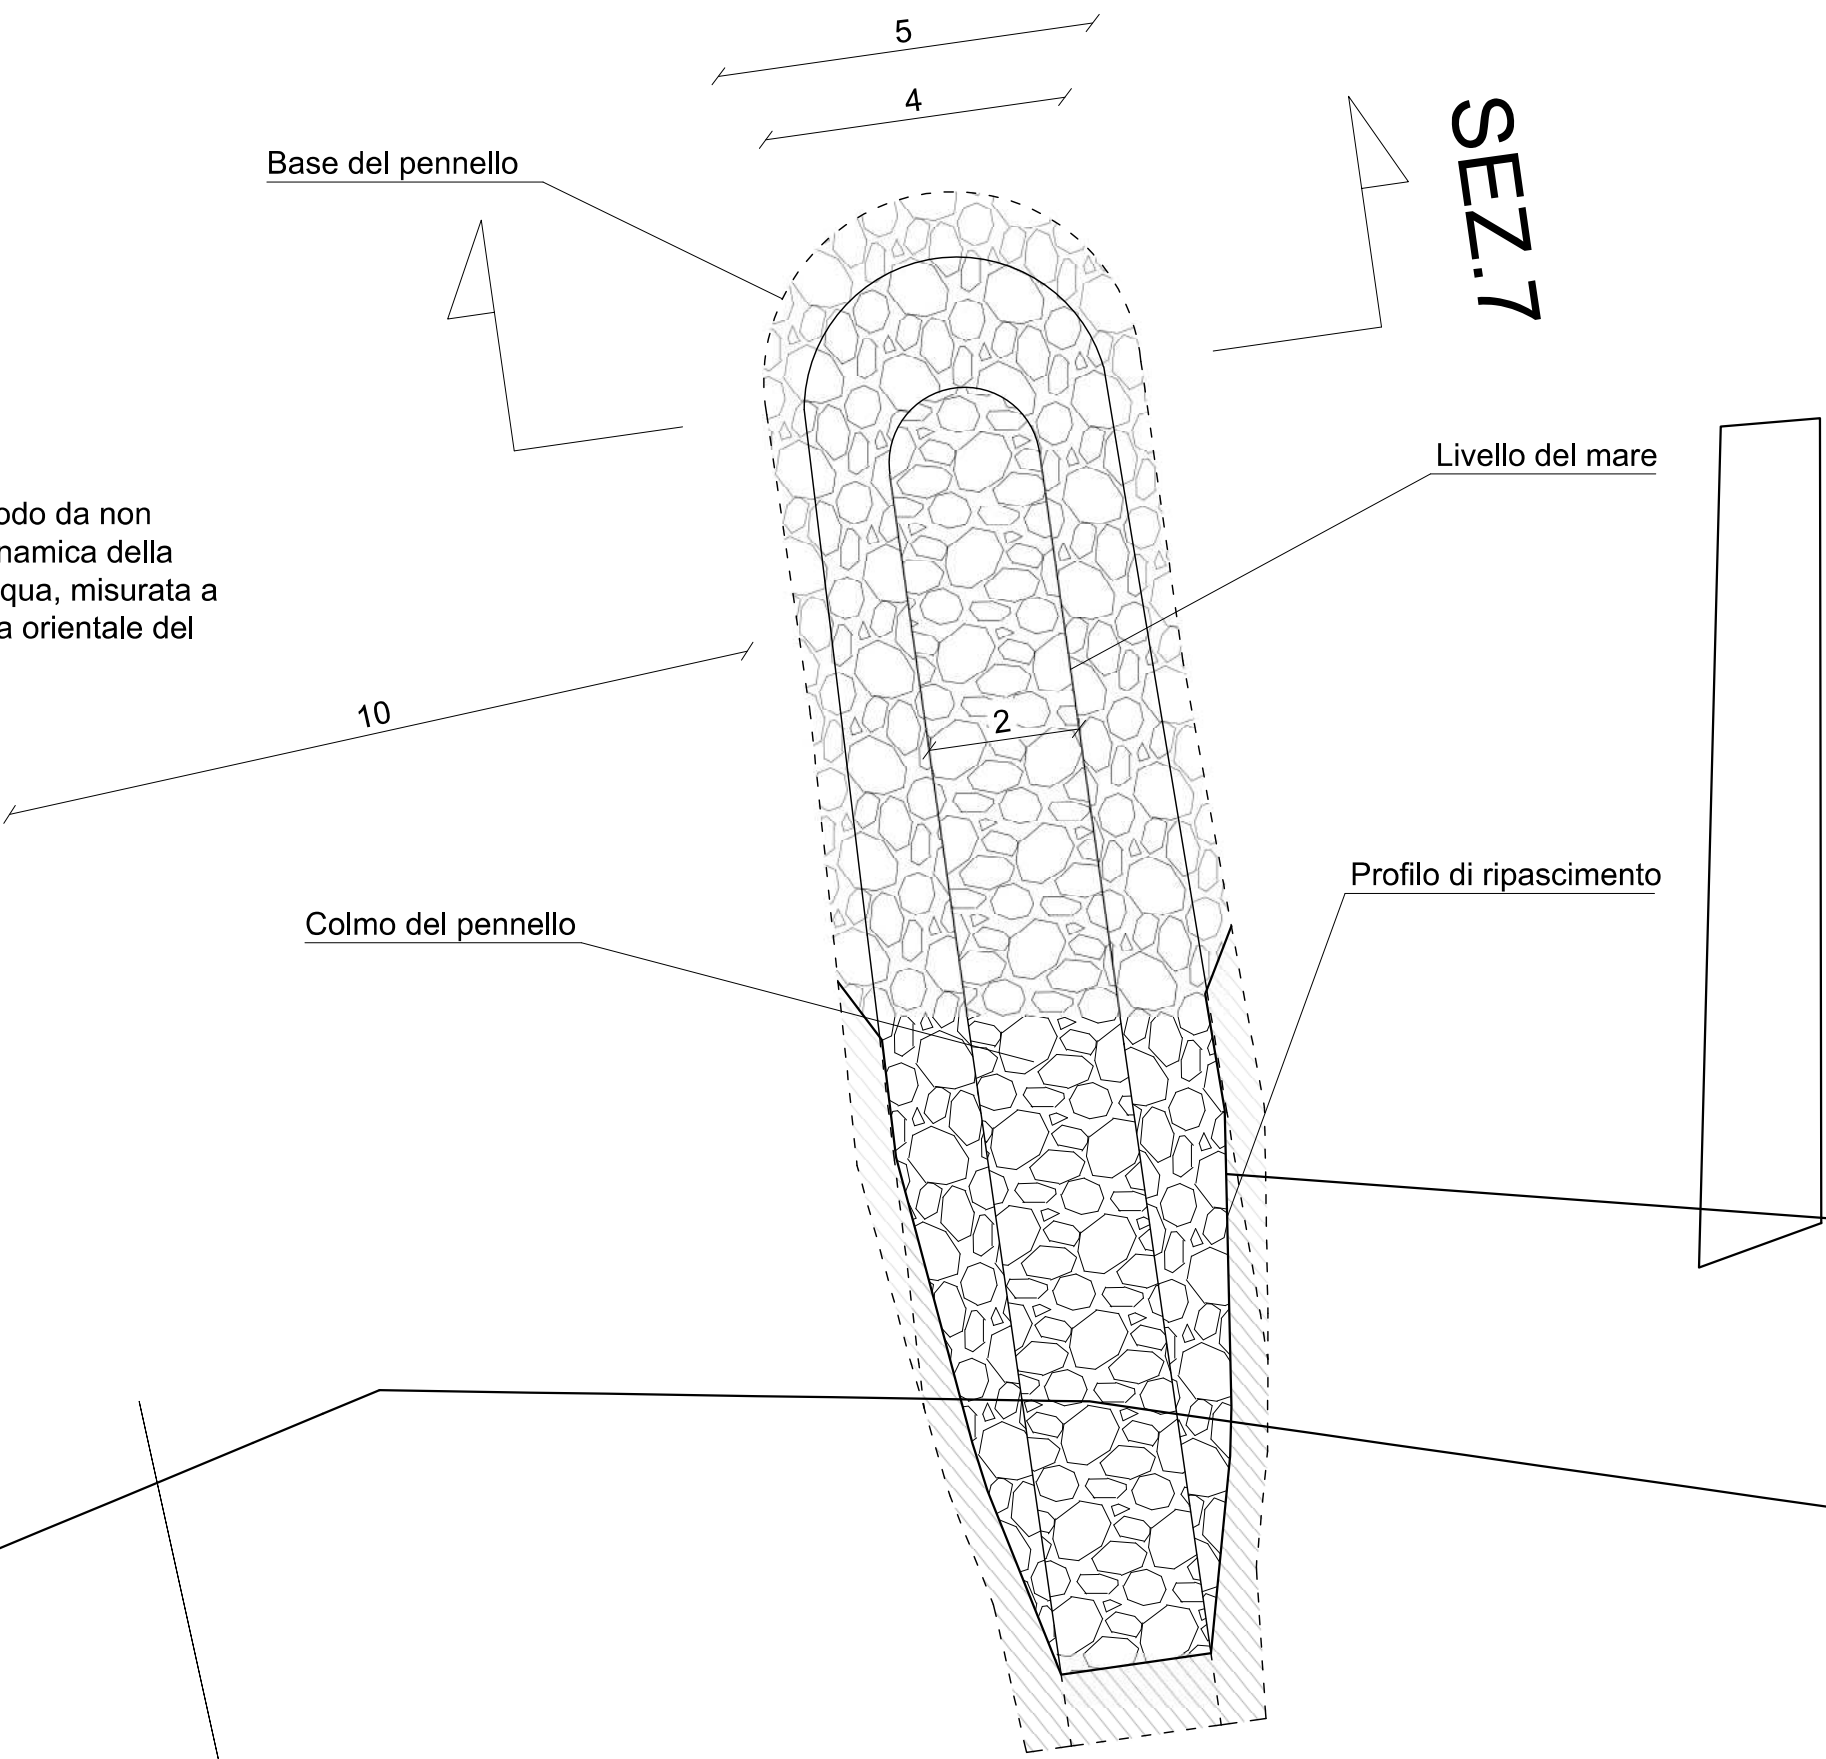 5
4
Base del pennello
SEZ.7
Livello del mare
odo da non
namica della
qua, misurata a
a orientale del
10
2
Profilo di ripascimento
Colmo del pennello